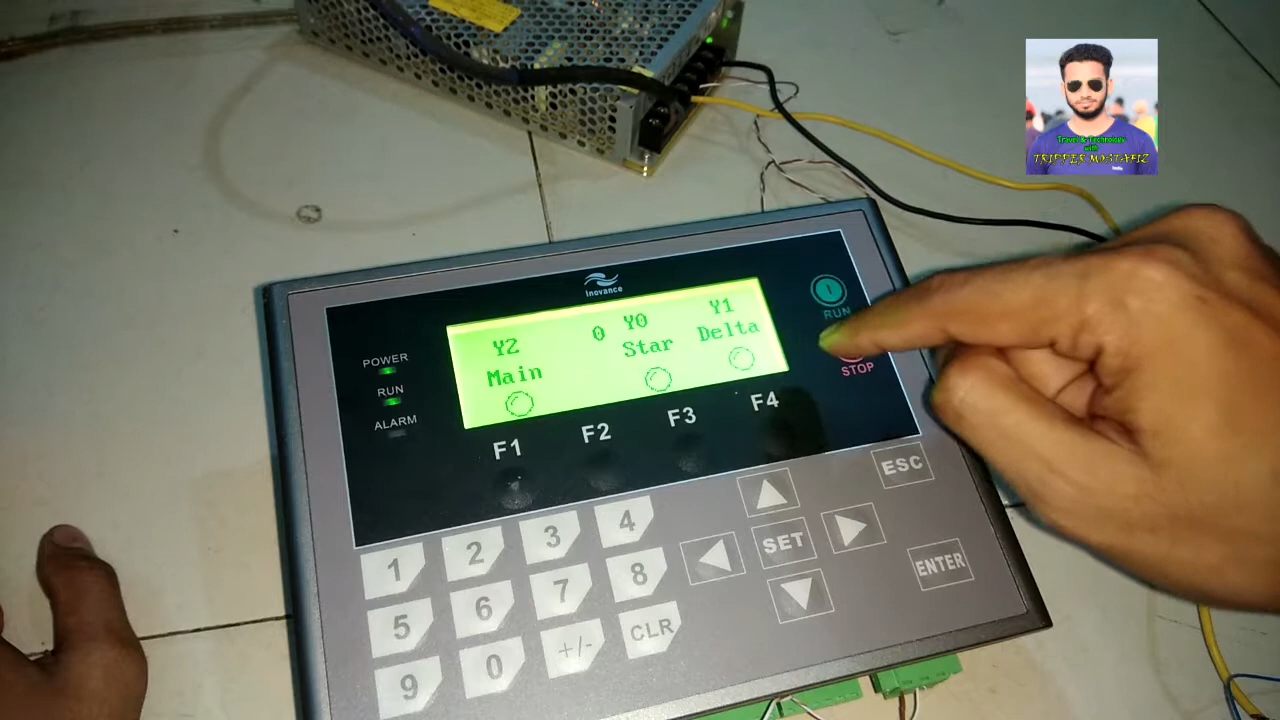 Travel & Technology
with
TRIPPER MOSTAFIZ
inovance
RUN
STOP
POWER
RUN
ALARM
Y2 0 Y0 Y1
Main Star Delta
F1 F2 F3 F4
ESC
1 2 3 4
SET
ENTER
5 6 7 8
9 0 +/- CLR